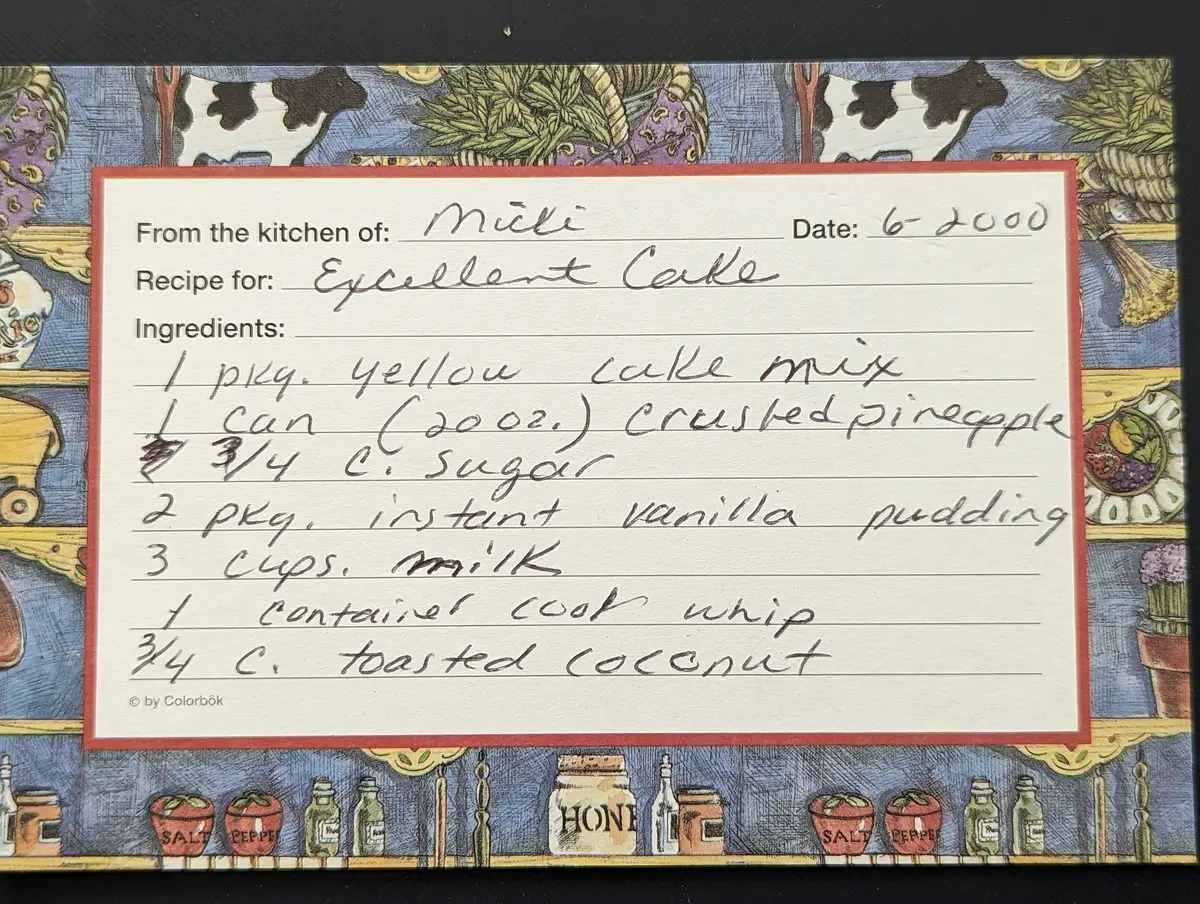 From the kitchen of: Micki Date: 6-2000
Recipe for: Excellent Cake
Ingredients:
1 pkg. yellow cake mix
1 can (20 oz.) crushed pineapple
3/4 c. sugar
2 pkg. instant vanilla pudding
3 cups. milk
1 container cool whip
3/4 c. toasted coconut
© by Colorbök
HONE
SALT PEPPER
SALT PEPPER